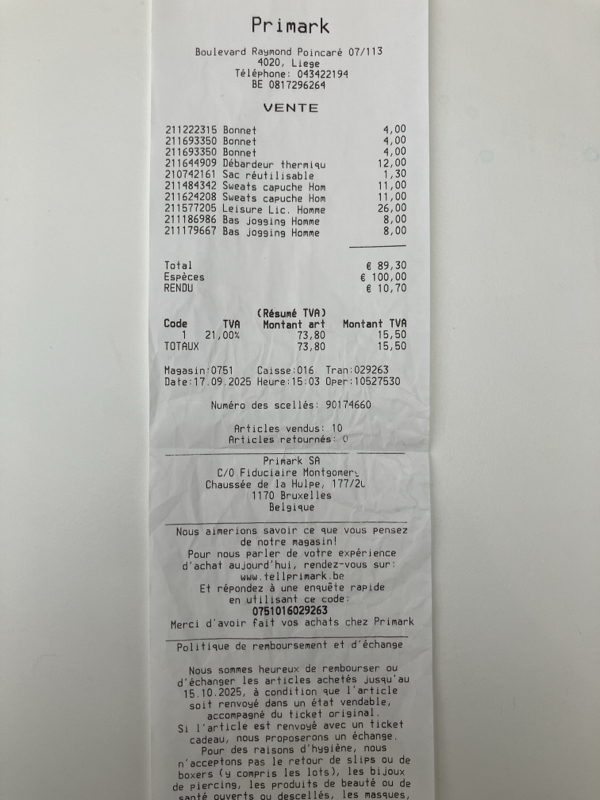 Primark
Boulevard Raymond Poincaré 07/113
4020, Liege
Téléphone: 043422194
BE 0817296264
VENTE
211222315 Bonnet 4,00
211693350 Bonnet 4,00
211693350 Bonnet 4,00
211644909 Débardeur thermiqu 12,00
210742161 Sac réutilisable 1,30
211484342 Sweats capuche Hom 11,00
211624208 Sweats capuche Hom 11,00
211577205 Leisure Lic. Homme 26,00
211186986 Bas jogging Homme 8,00
211179667 Bas jogging Homme 8,00
Total € 89,30
Espèces € 100,00
RENDU € 10,70
(Résumé TVA)
Code TVA Montant art Montant TVA
1 21,00% 73,80 15,50
TOTAUX 73,80 15,50
Magasin:0751 Caisse:016 Tran:029263
Date:17.09.2025 Heure:15:03 Oper:10527530
Numéro des scellés: 90174660
Articles vendus: 10
Articles retournés: 0
Primark SA
C/O Fiduciaire Montgomery
Chaussée de la Hulpe, 177/20
1170 Bruxelles
Belgique
Nous aimerions savoir ce que vous pensez
de notre magasin!
Pour nous parler de votre expérience
d'achat aujourd'hui, rendez-vous sur:
www.tellprimark.be
Et répondez à une enquête rapide
en utilisant ce code:
0751016029263
Merci d'avoir fait vos achats chez Primark
Politique de remboursement et d'échange
Nous sommes heureux de rembourser ou
d'échanger les articles achetés jusqu'au
15.10.2025, à condition que l'article
soit renvoyé dans un état vendable,
accompagné du ticket original.
Si l'article est renvoyé avec un ticket
cadeau, nous proposerons un échange.
Pour des raisons d'hygiène, nous
n'acceptons pas le retour de slips ou de
boxers (y compris les lots), les bijoux
de piercing, les produits de beauté ou de
santé ouverts ou descellés, les masques,